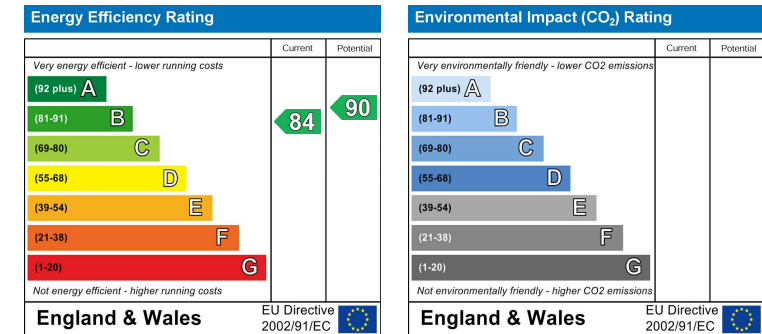 Energy Efficiency Rating
Current Potential
Very energy efficient - lower running costs
(92 plus) A
(81-91) B
(69-80) C
(55-68) D
(39-54) E
(21-38) F
(1-20) G
84
90
Not energy efficient - higher running costs
England & Wales
EU Directive
2002/91/EC
Environmental Impact (CO₂) Rating
Current Potential
Very environmentally friendly - lower CO2 emissions
(92 plus) A
(81-91) B
(69-80) C
(55-68) D
(39-54) E
(21-38) F
(1-20) G
Not environmentally friendly - higher CO2 emissions
England & Wales
EU Directive
2002/91/EC